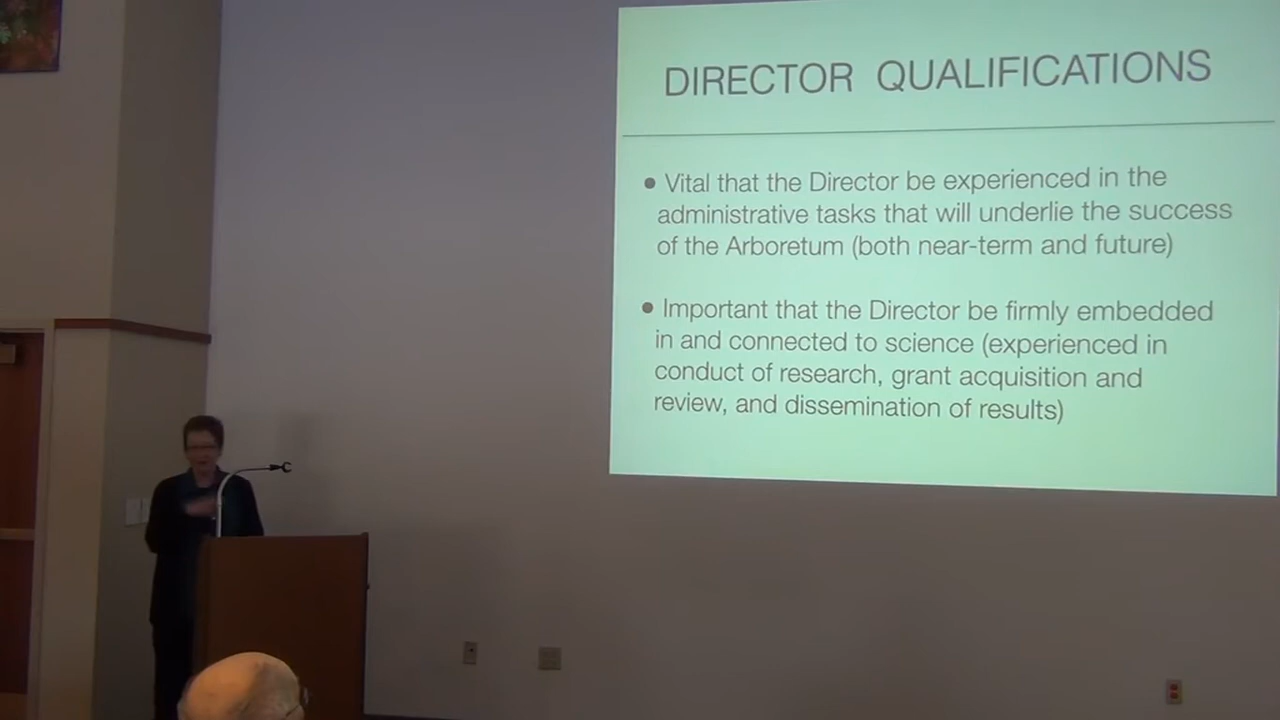 DIRECTOR QUALIFICATIONS
• Vital that the Director be experienced in the
administrative tasks that will underlie the success
of the Arboretum (both near-term and future)
• Important that the Director be firmly embedded
in and connected to science (experienced in
conduct of research, grant acquisition and
review, and dissemination of results)